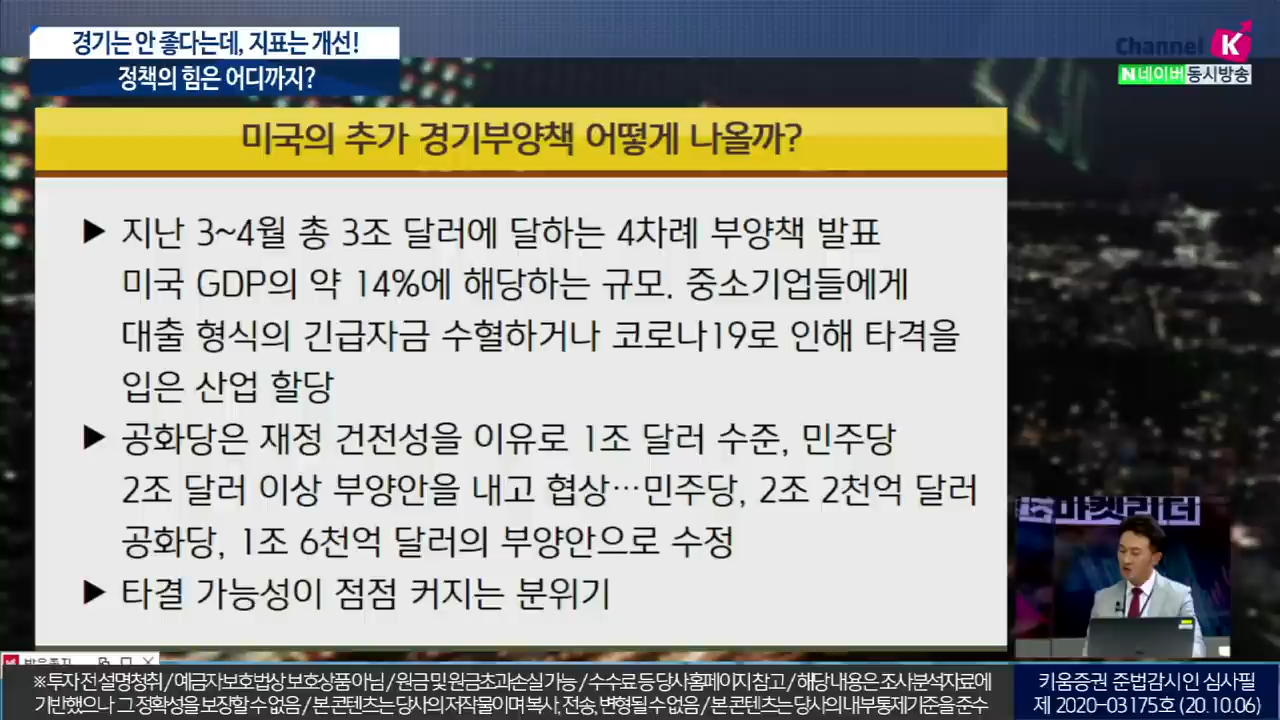 경기는 안 좋다는데, 지표는 개선!
정책의 힘은 어디까지?
Channel K
N 네이버 동시방송
미국의 추가 경기부양책 어떻게 나올까?
▶ 지난 3~4월 총 3조 달러에 달하는 4차례 부양책 발표
미국 GDP의 약 14%에 해당하는 규모. 중소기업들에게
대출 형식의 긴급자금 수혈하거나 코로나19로 인해 타격을
입은 산업 할당
▶ 공화당은 재정 건전성을 이유로 1조 달러 수준, 민주당
2조 달러 이상 부양안을 내고 협상…민주당, 2조 2천억 달러
공화당, 1조 6천억 달러의 부양안으로 수정
▶ 타결 가능성이 점점 커지는 분위기
마켓리더
※ 투자 전 설명청취 / 예금자보호법상 보호상품 아님 / 원금 및 원금초과손실 가능 / 수수료 등 당사홈페이지 참고 / 해당 내용은 조사분석자료에
기반했으나 그 정확성을 보장할 수 없음 / 본 콘텐츠는 당사의 저작물이며 복사, 전송, 변형될 수 없음 / 본 콘텐츠는 당사의 내부통제기준을 준수
키움증권 준법감시인 심사필
제 2020-03175호 (20.10.06)